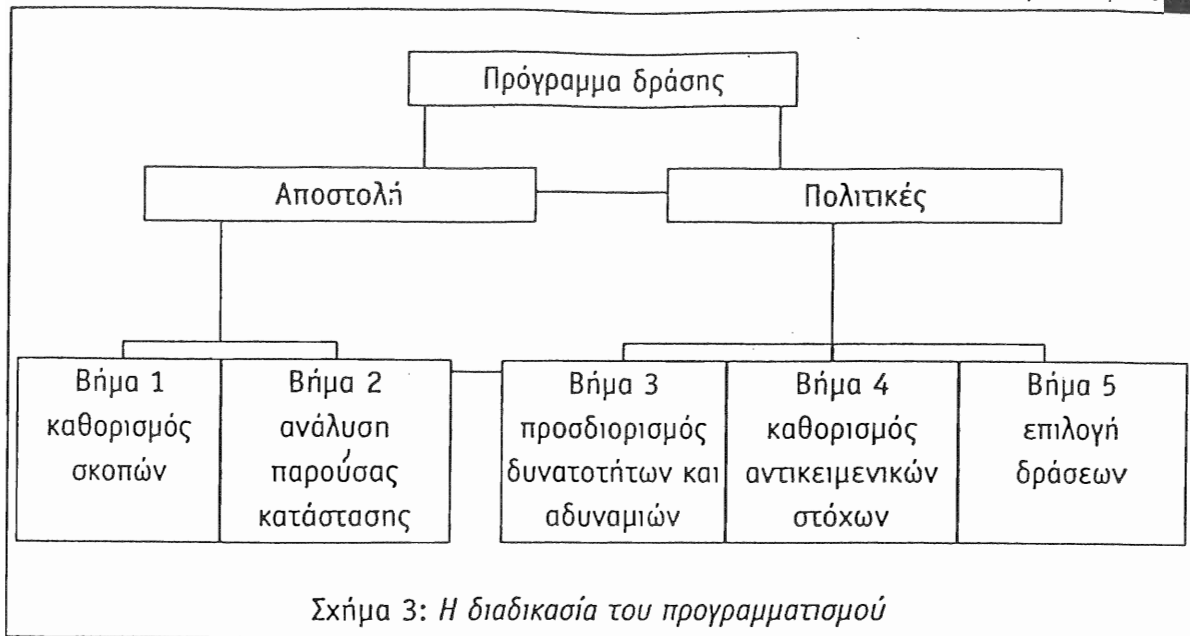 Πρόγραμμα δράσης
Αποστολή
Πολιτικές
Βήμα 1
καθορισμός
σκοπών
Βήμα 2
ανάλυση
παρούσας
κατάστασης
Βήμα 3
προσδιορισμός
δυνατοτήτων και
αδυναμιών
Βήμα 4
καθορισμός
αντικειμενικών
στόχων
Βήμα 5
επιλογή
δράσεων
Σχήμα 3: Η διαδικασία του προγραμματισμού